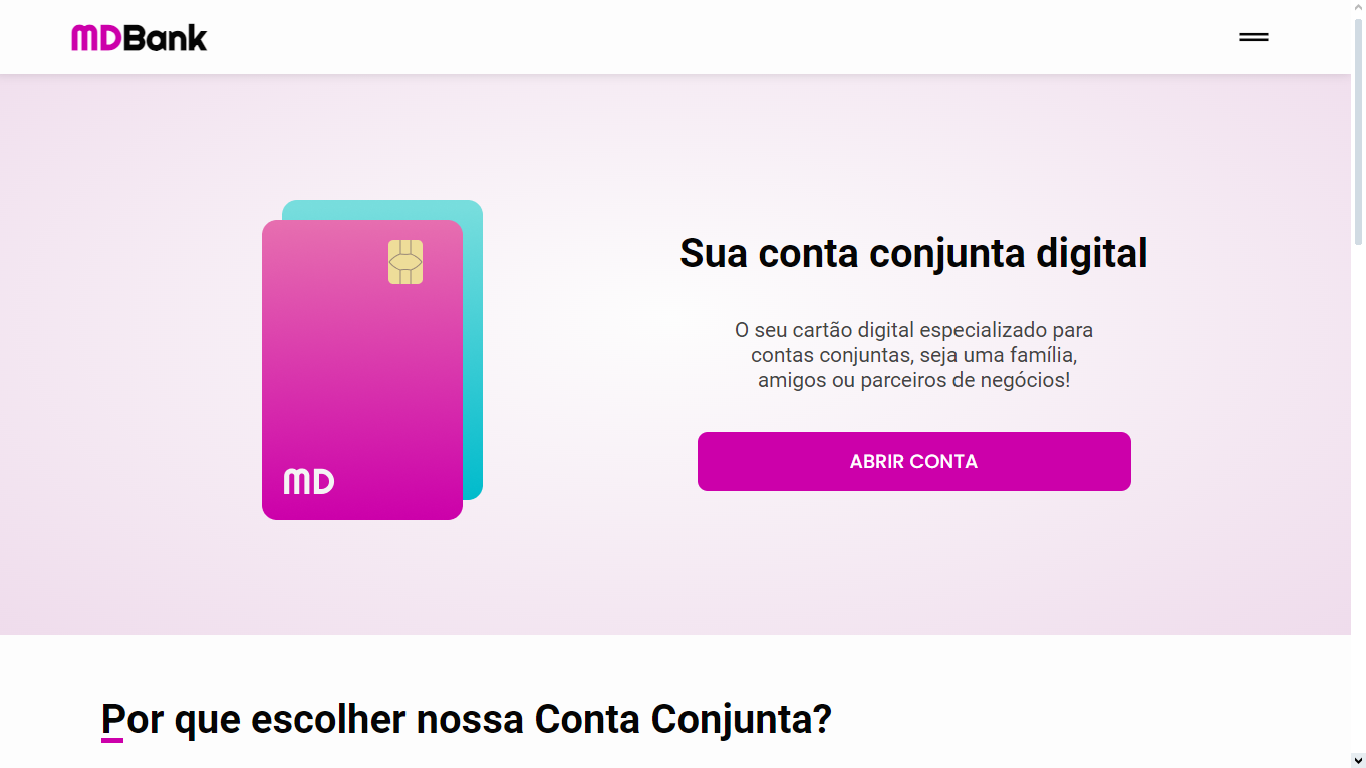 MDBank
Sua conta conjunta digital
O seu cartão digital especializado para
contas conjuntas, seja uma família,
amigos ou parceiros de negócios!
ABRIR CONTA
MD
Por que escolher nossa Conta Conjunta?